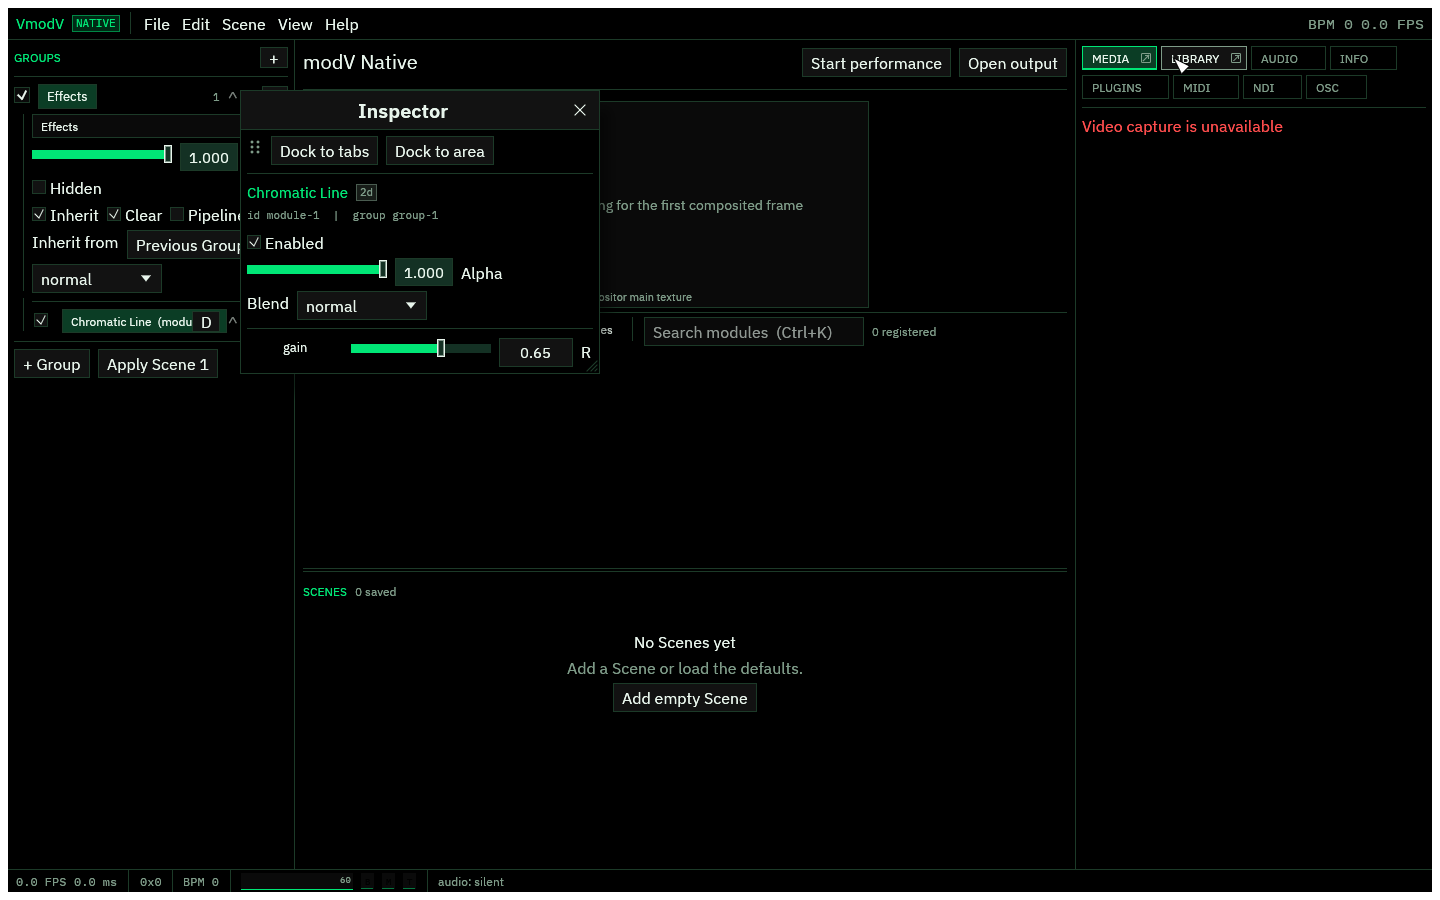 VmodV NATIVE File Edit Scene View Help BPM 0 0.0 FPS
GROUPS +
Effects 1 ^
Effects
1.000
Hidden
Inherit Clear Pipeline
Inherit from Previous Group
normal
Chromatic Line (modu D ^
+ Group Apply Scene 1
Inspector
Dock to tabs Dock to area
Chromatic Line 2d
id module-1 | group group-1
Enabled
1.000 Alpha
Blend normal
gain 0.65 R
modV Native Start performance Open output
ng for the first composited frame
ositor main texture
es Search modules (Ctrl+K) 0 registered
SCENES 0 saved
No Scenes yet
Add a Scene or load the defaults.
Add empty Scene
MEDIA LIBRARY AUDIO INFO
PLUGINS MIDI NDI OSC
Video capture is unavailable
0.0 FPS 0.0 ms 0x0 BPM 0 60 audio: silent